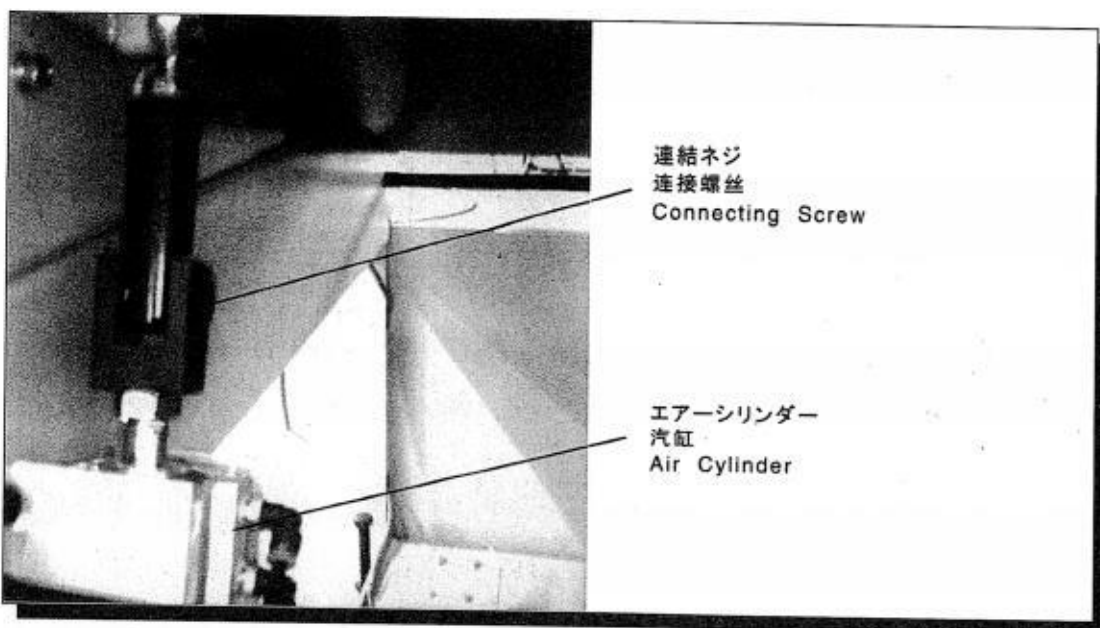 連結ネジ
连接螺丝
Connecting Screw
エアーシリンダー
汽缸
Air Cylinder